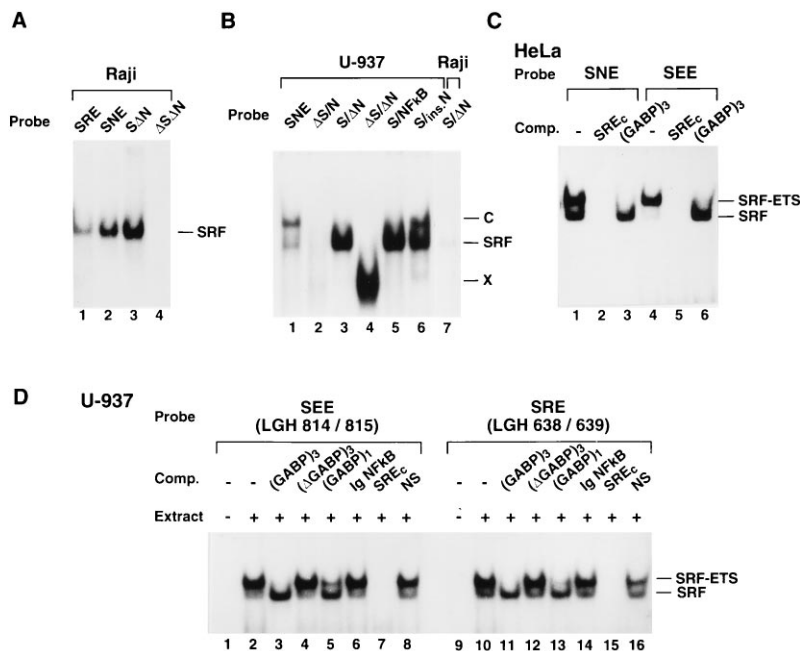 A
Raji
Probe
SRE SNE SΔN ΔSΔN
SRF
1 2 3 4
B
U-937 Raji
Probe
SNE ΔS/N S/ΔN ΔS/ΔN S/NFκB S/ins.N S/ΔN
C
SRF
X
1 2 3 4 5 6 7
C
HeLa
Probe SNE SEE
Comp. - SREc (GABP)3 - SREc (GABP)3
SRF-ETS
SRF
1 2 3 4 5 6
D U-937
Probe SEE SRE
(LGH 814 / 815) (LGH 638 / 639)
Comp. - - (GABP)3 (ΔGABP)3 (GABP)1 Ig NFkB SREc NS - - (GABP)3 (ΔGABP)3 (GABP)1 Ig NFkB SREc NS
Extract - + + + + + + + - + + + + + + +
SRF-ETS
SRF
1 2 3 4 5 6 7 8 9 10 11 12 13 14 15 16